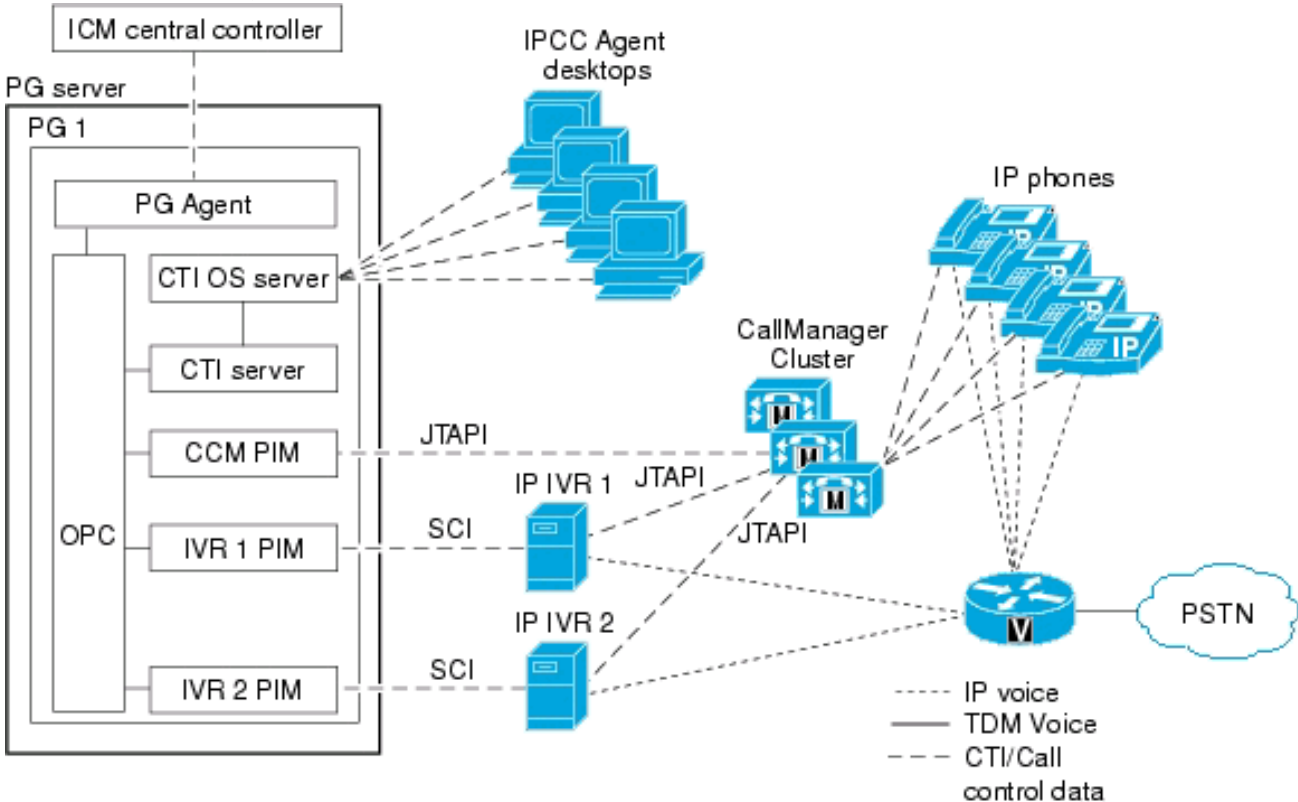 ICM central controller
IPCC Agent
desktops
PG server
PG 1
PG Agent
IP phones
CTI OS server
IP
IP
IP
IP
CallManager
Cluster
CTI server
M
M
M
CCM PIM
JTAPI
IP IVR 1
JTAPI
OPC
IVR 1 PIM
SCI
JTAPI
IP IVR 2
V
PSTN
IVR 2 PIM
SCI
IP voice
TDM Voice
CTI/Call
control data